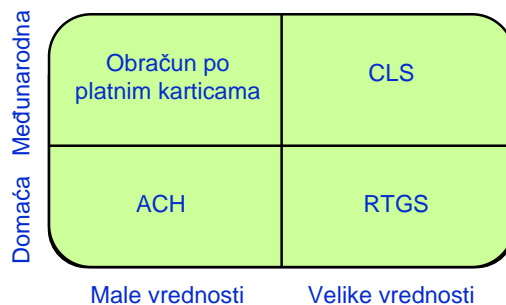 Međunarodna
Obračun po
platnim karticama
CLS
Domaća
ACH
RTGS
Male vrednosti
Velike vrednosti